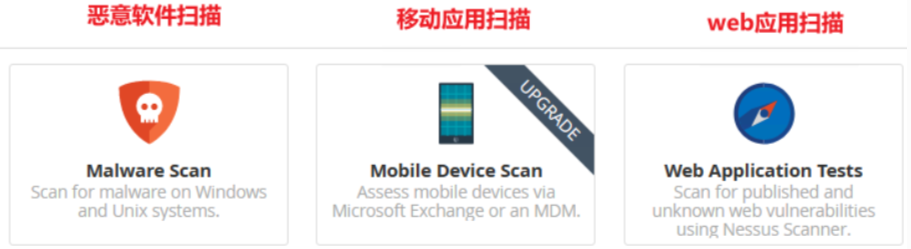 恶意软件扫描
移动应用扫描
web应用扫描
Malware Scan
Scan for malware on Windows
and Unix systems.
UPGRADE
Mobile Device Scan
Assess mobile devices via
Microsoft Exchange or an MDM.
Web Application Tests
Scan for published and
unknown web vulnerabilities
using Nessus Scanner.